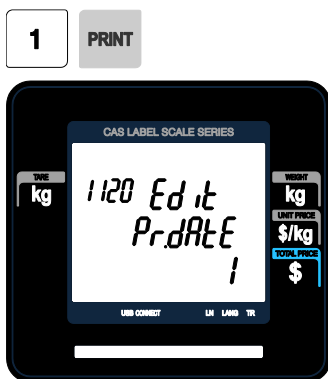 1 PRINT
CAS LABEL SCALE SERIES
TARE
kg
1120 Edit
Pr.dAtE
1
WEIGHT
kg
UNIT PRICE
$/kg
TOTAL PRICE
$
USB CONNECT LN LANG TR